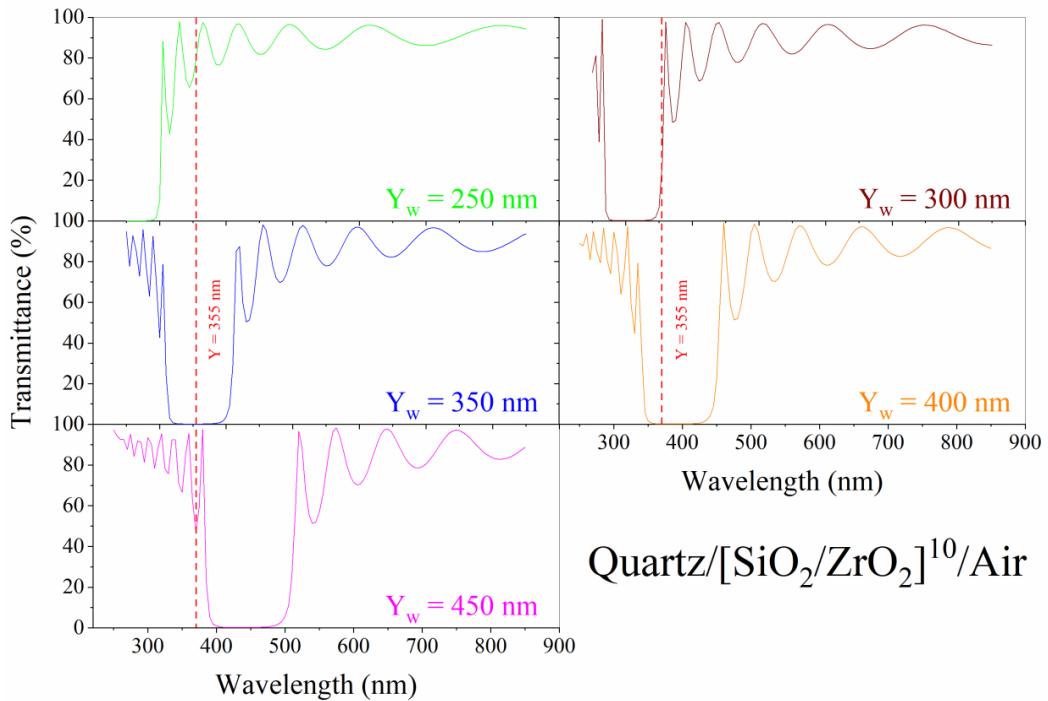 100
80
60
40
20
100
80
60
40
20
100
80
60
40
20
0
Transmittance (%)
Y_w = 250 nm
Y_w = 300 nm
Y = 355 nm
Y_w = 350 nm
Y = 355 nm
Y_w = 400 nm
300 400 500 600 700 800 900
Wavelength (nm)
Y_w = 450 nm
Quartz/[SiO₂/ZrO₂]¹⁰/Air
300 400 500 600 700 800 900
Wavelength (nm)